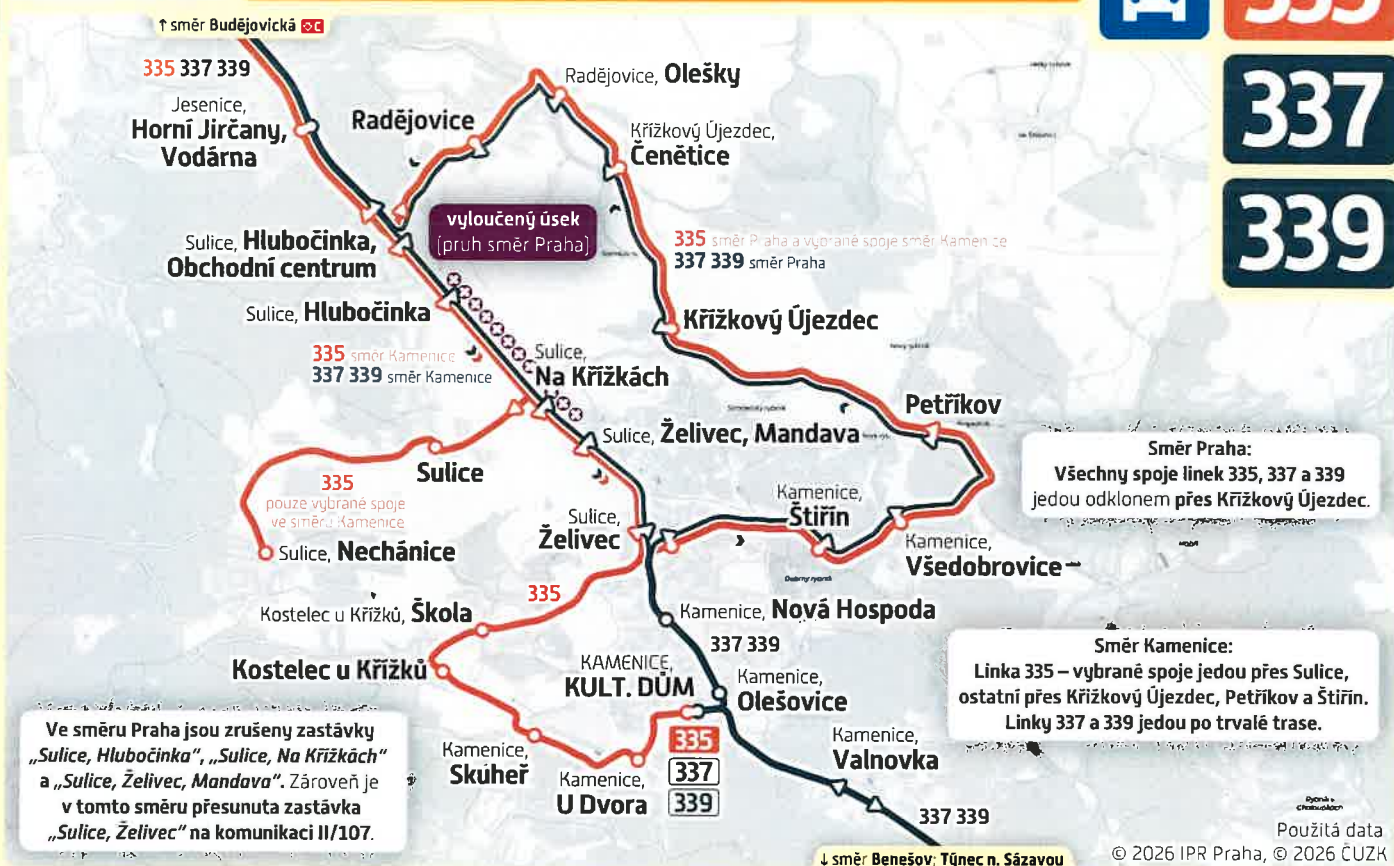 ↑ směr Budějovická C
335
337
339
335 337 339
Jesenice,
Horní Jirčany,
Vodárna
Radějovice
Radějovice, Olešky
Křížkový Újezdec,
Čenětice
vyloučený úsek
(pruh směr Praha)
Sulice, Hlubočinka,
Obchodní centrum
335 směr Praha a vybrané spoje směr Kamenice
337 339 směr Praha
Sulice, Hlubočinka
Křížkový Újezdec
335 směr Kamenice
337 339 směr Kamenice
Sulice,
Na Křížkách
Petříkov
Sulice, Želivec, Mandava
Směr Praha:
Všechny spoje linek 335, 337 a 339
jedou odklonem přes Křížkový Újezdec.
Sulice
335
pouze vybrané spoje
ve směru Kamenice
Kamenice,
Štiřín
Sulice,
Želivec
Sulice, Nechánice
Kamenice,
Všedobrovice
335
Kostelec u Křížků, Škola
Kamenice, Nová Hospoda
337 339
Směr Kamenice:
Linka 335 – vybrané spoje jedou přes Sulice,
ostatní přes Křížkový Újezdec, Petříkov a Štiřín.
Linky 337 a 339 jedou po trvalé trase.
Kostelec u Křížků
KAMENICE,
KULT. DŮM
Kamenice,
Olešovice
Ve směru Praha jsou zrušeny zastávky
„Sulice, Hlubočinka“, „Sulice, Na Křížkách“
a „Sulice, Želivec, Mandava“. Zároveň je
v tomto směru přesunuta zastávka
„Sulice, Želivec“ na komunikaci II/107.
Kamenice,
Skúheř
Kamenice,
U Dvora
335
337
339
Kamenice,
Valnovka
337 339
↓ směr Benešov; Týnec n. Sázavou
Použitá data
© 2026 IPR Praha, © 2026 ČÚZK